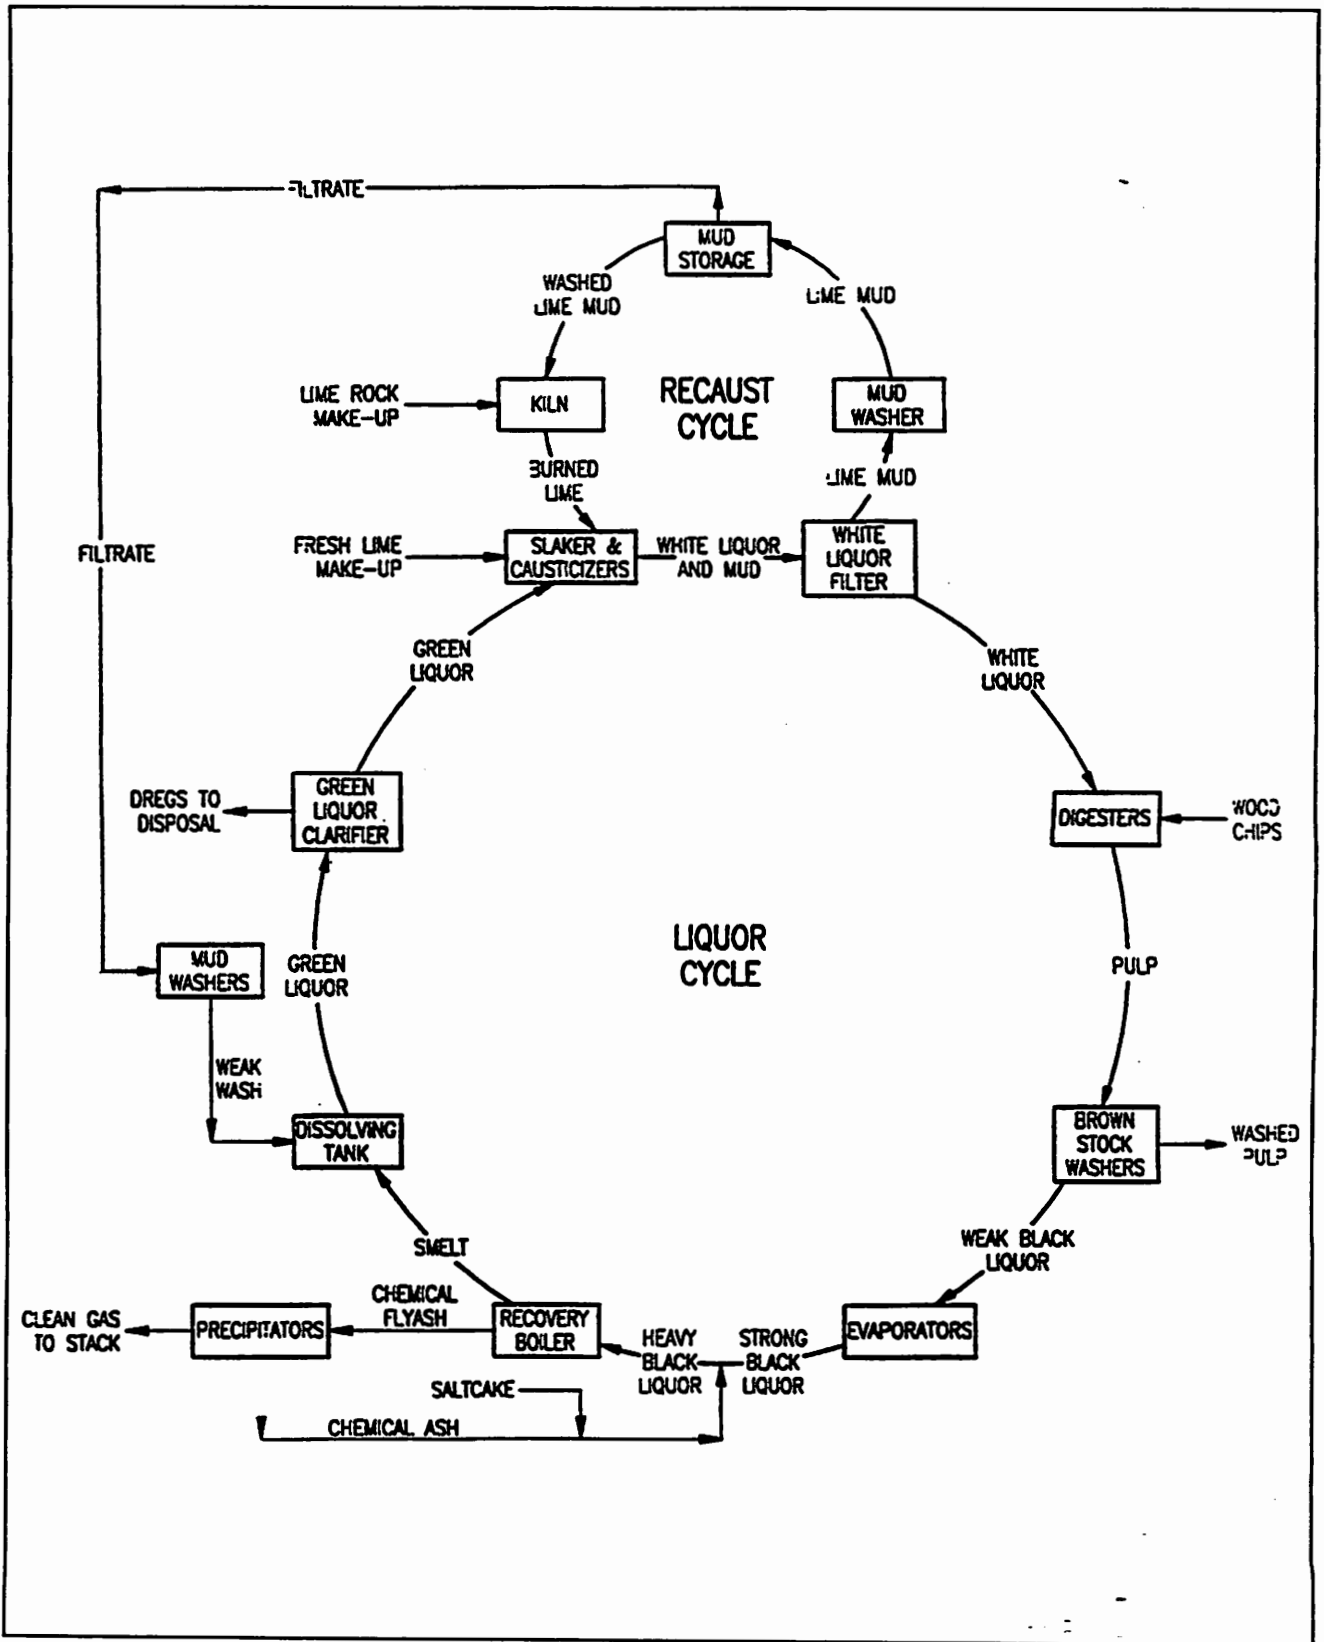 FILTRATE
MUD
STORAGE
WASHED
LIME MUD
LIME MUD
LIME ROCK
MAKE-UP
KILN
RECAUST
CYCLE
MUD
WASHER
BURNED
LIME
LIME MUD
FILTRATE
FRESH LIME
MAKE-UP
SLAKER &
CAUSTICIZERS
WHITE LIQUOR
AND MUD
WHITE
LIQUOR
FILTER
GREEN
LIQUOR
WHITE
LIQUOR
DREGS TO
DISPOSAL
GREEN
LIQUOR
CLARIFIER
DIGESTERS
WOOD
CHIPS
LIQUOR
CYCLE
MUD
WASHERS
GREEN
LIQUOR
PULP
WEAK
WASH
DISSOLVING
TANK
BROWN
STOCK
WASHERS
WASHED
PULP
SMELT
WEAK BLACK
LIQUOR
CLEAN GAS
TO STACK
PRECIPITATORS
CHEMICAL
FLYASH
RECOVERY
BOILER
HEAVY
BLACK
LIQUOR
STRONG
BLACK
LIQUOR
EVAPORATORS
SALTCAKE
CHEMICAL ASH